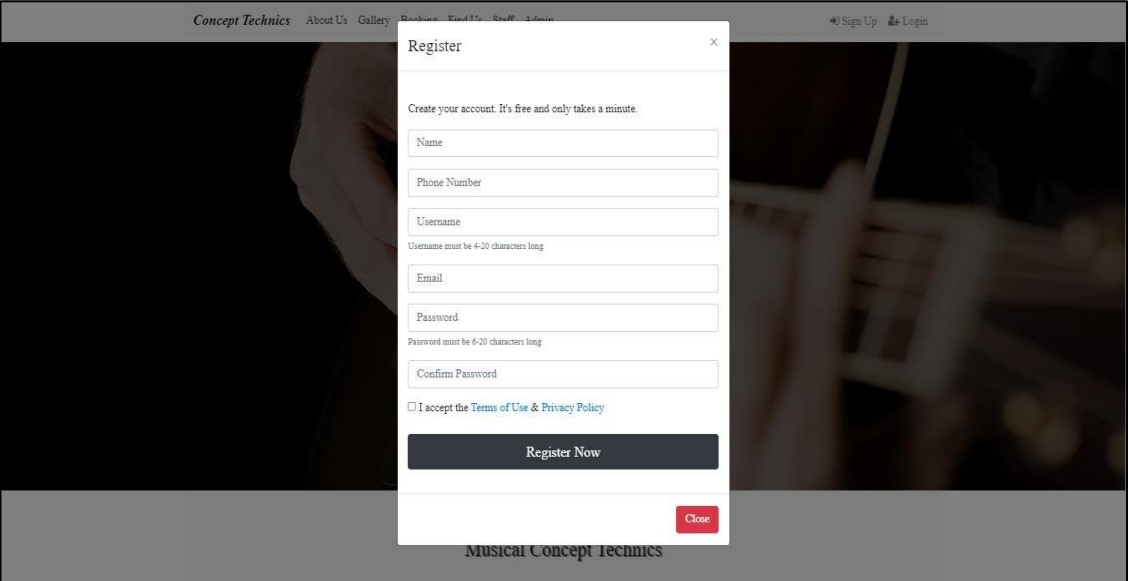 Concept Technics About Us Gallery Booking Find Us Staff Admin Sign Up Login
Register
x
Create your account. It's free and only takes a minute.
Name
Phone Number
Username
Username must be 4-20 characters long
Email
Password
Password must be 6-20 characters long
Confirm Password
I accept the Terms of Use & Privacy Policy
Register Now
Close
Musical Concept Technics